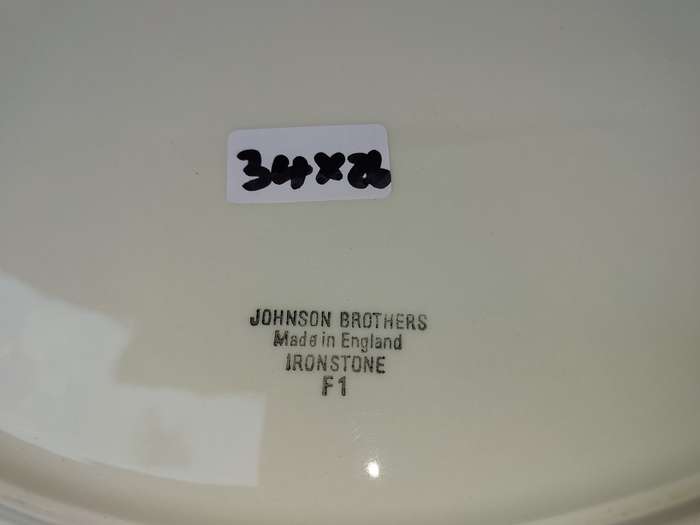 34x26
JOHNSON BROTHERS
Made in England
IRONSTONE
F1